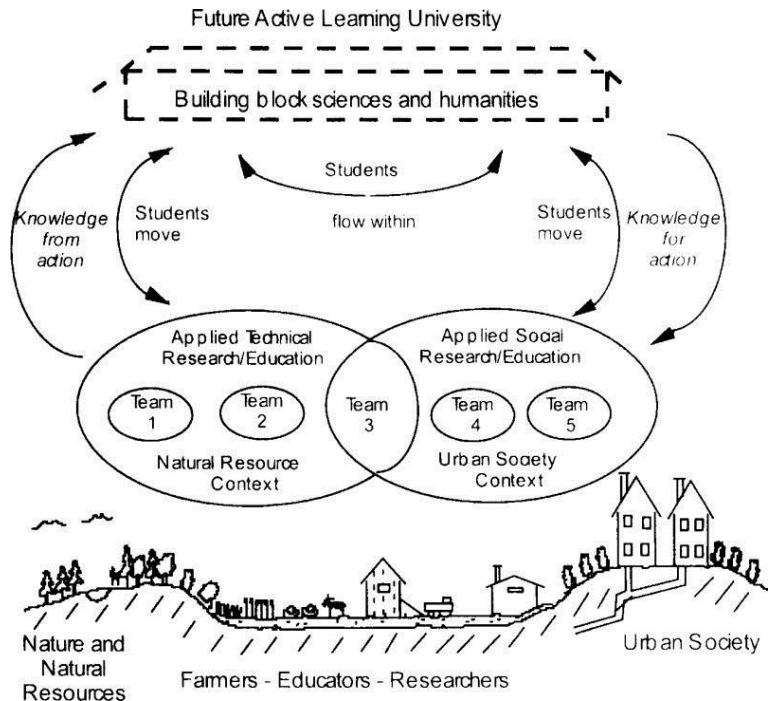 Future Active Learning University
Building block sciences and humanities
Students
flow within
Knowledge
from
action
Students
move
Students
move
Knowledge
for
action
Applied Technical
Research/Education
Applied Social
Research/Education
Team
1
Team
2
Team
3
Team
4
Team
5
Natural Resource
Context
Urban Society
Context
Nature and
Natural
Resources
Farmers - Educators - Researchers
Urban Society